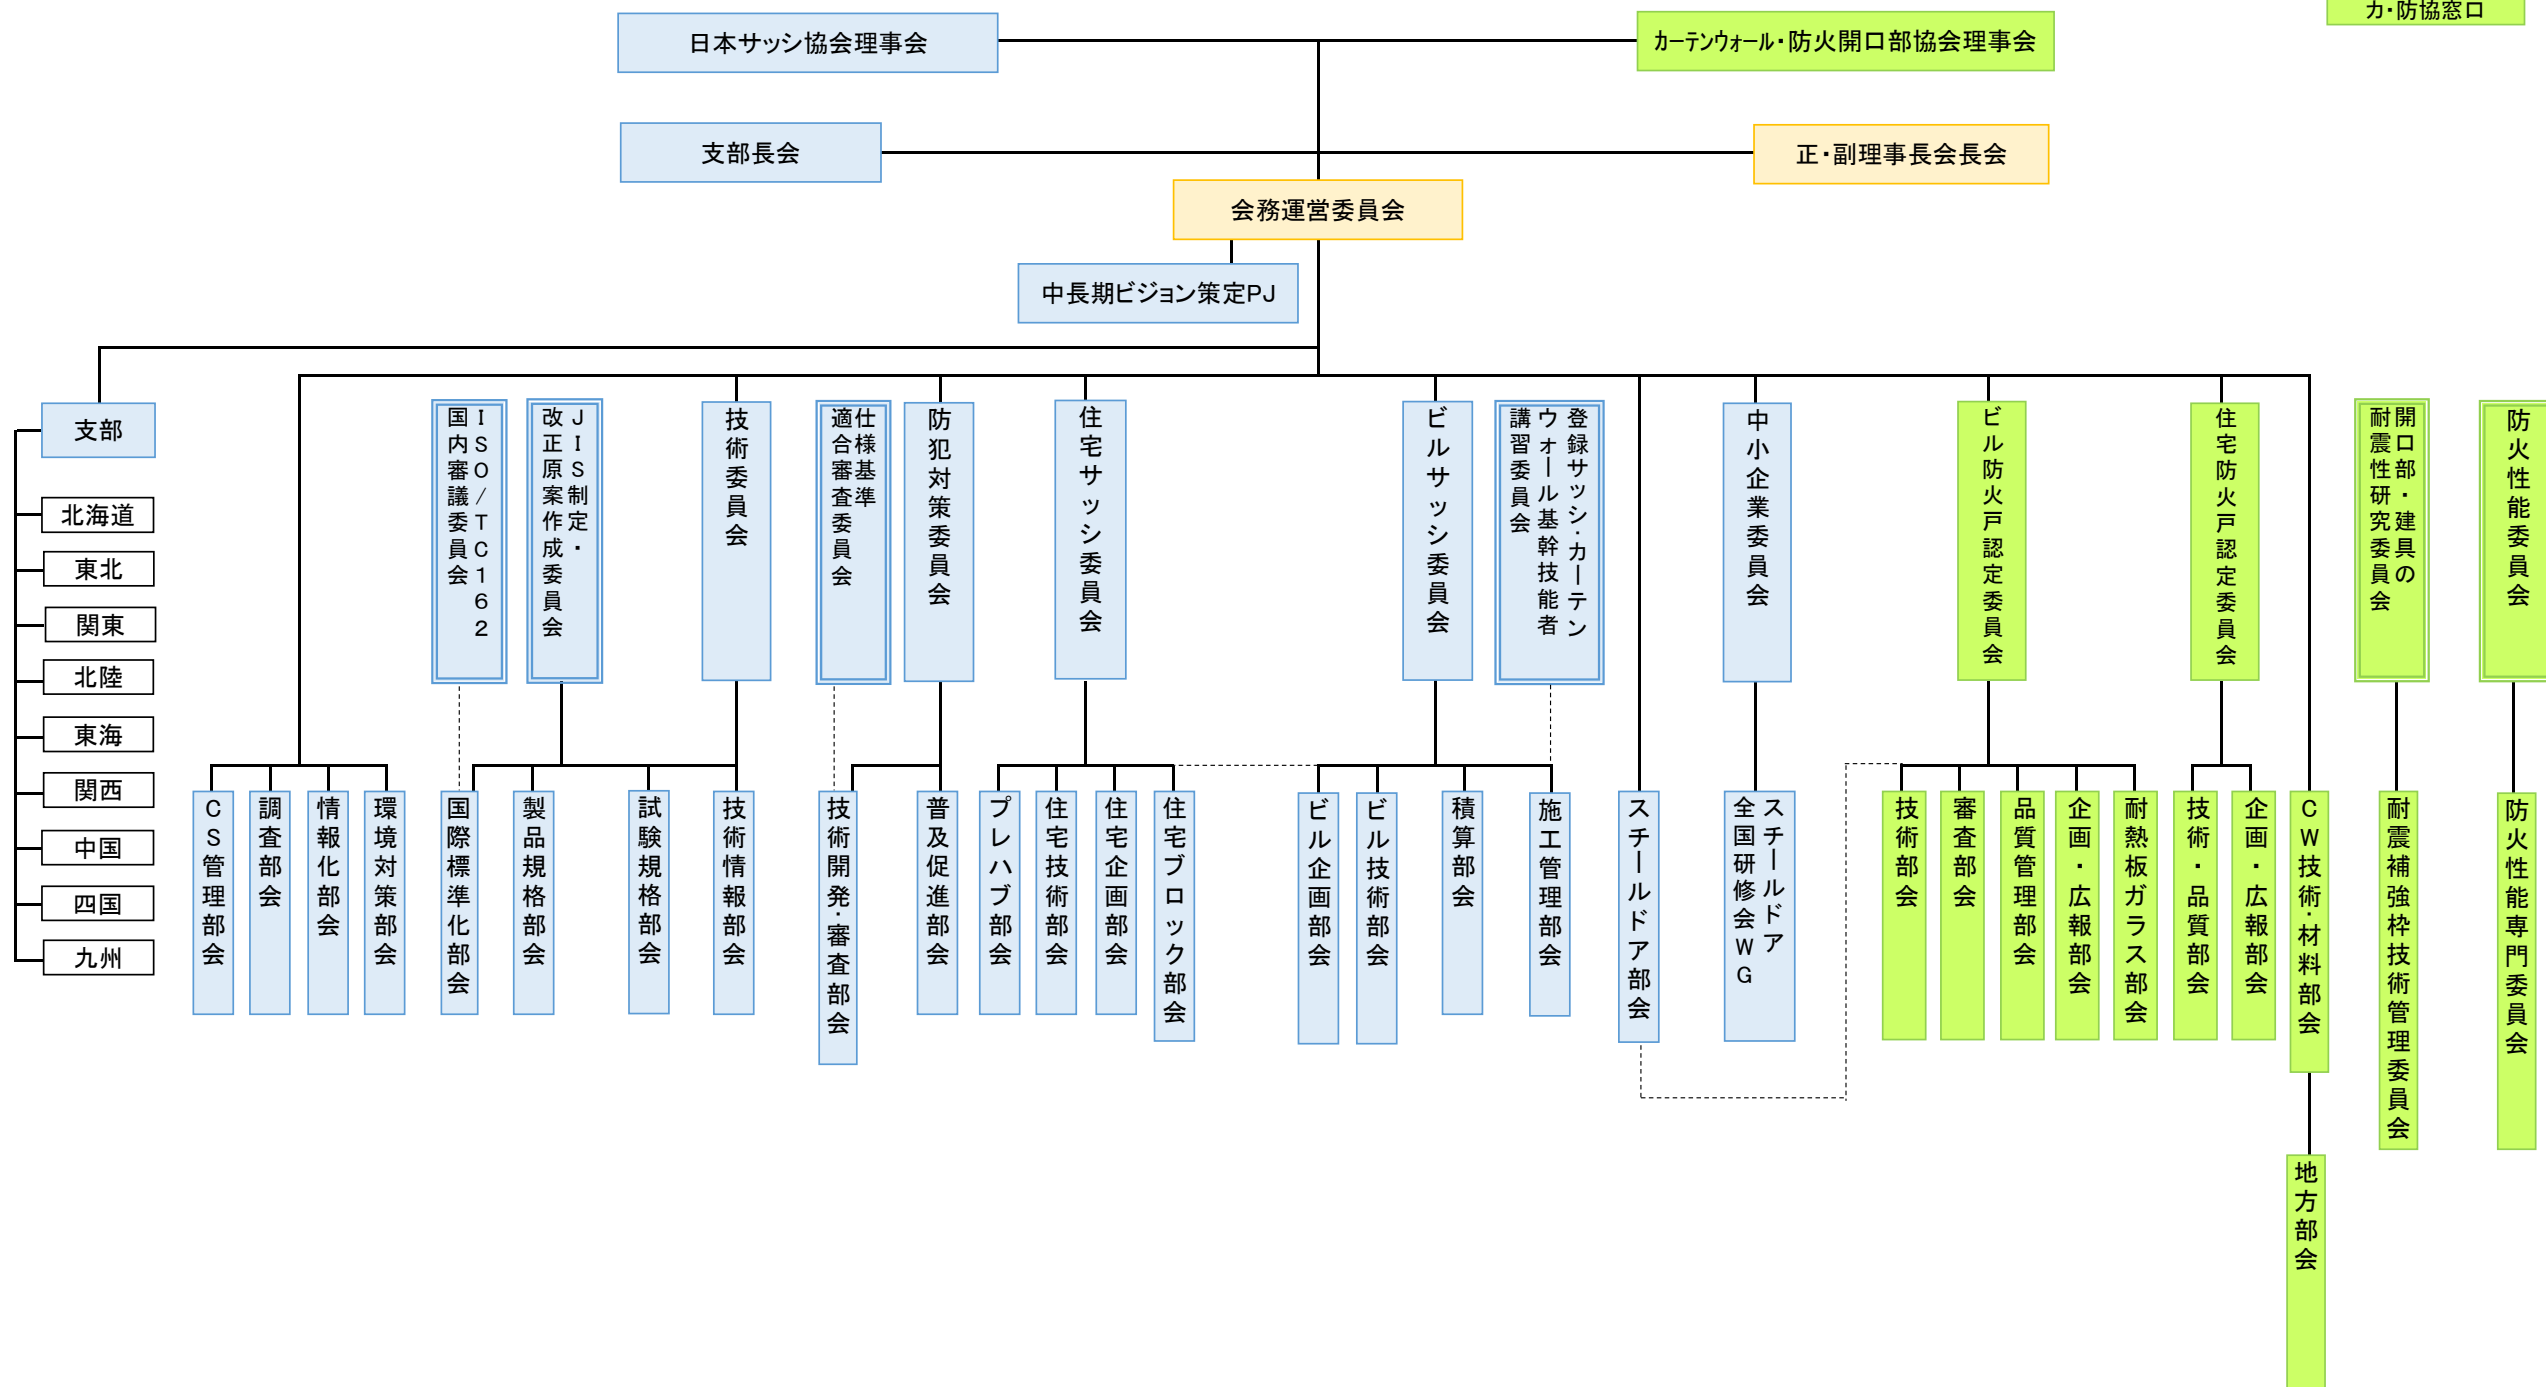 カ・防協窓口
日本サッシ協会理事会
カーテンウォール・防火開口部協会理事会
支部長会
正・副理事長会長会
会務運営委員会
中長期ビジョン策定PJ
支部
北海道
東北
関東
北陸
東海
関西
中国
四国
九州
ISO/TC162
国内審議委員会
JIS制定・
改正原案作成委員会
技術委員会
仕様基準
適合審査委員会
防犯対策委員会
住宅サッシ委員会
ビルサッシ委員会
登録サッシ・カーテン
ウォール基幹技能者
講習委員会
中小企業委員会
ビル防火戸認定委員会
住宅防火戸認定委員会
開口部・建具の
耐震性研究委員会
防火性能委員会
CS管理部会
調査部会
情報化部会
環境対策部会
国際標準化部会
製品規格部会
試験規格部会
技術情報部会
技術開発・審査部会
普及促進部会
プレハブ部会
住宅技術部会
住宅企画部会
住宅ブロック部会
ビル企画部会
ビル技術部会
積算部会
施工管理部会
スチールドア部会
スチールドア
全国研修会WG
技術部会
審査部会
品質管理部会
企画・広報部会
耐熱板ガラス部会
技術・品質部会
企画・広報部会
CW技術・材料部会
耐震補強枠技術管理委員会
防火性能専門委員会
地方部会